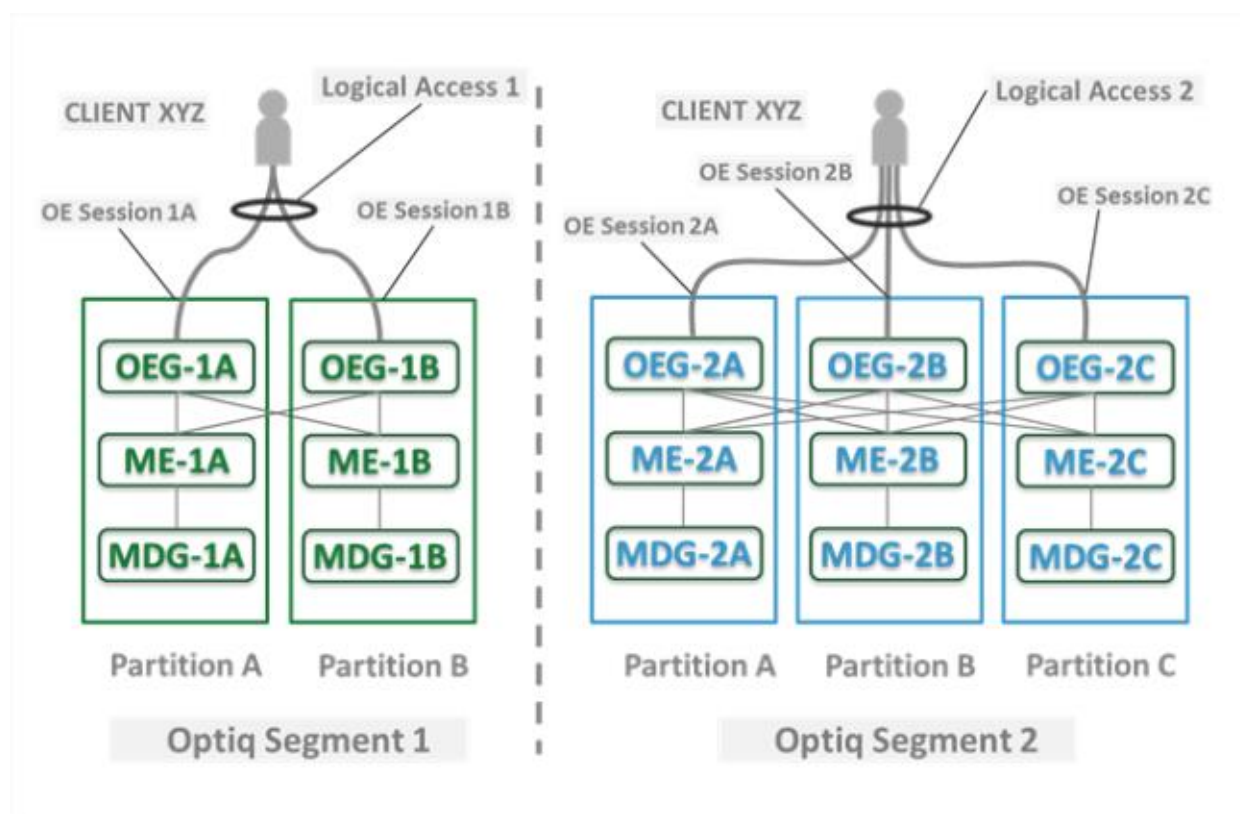 CLIENT XYZ
Logical Access 1
OE Session 1A
OE Session 1B
OEG-1A
OEG-1B
ME-1A
ME-1B
MDG-1A
MDG-1B
Partition A
Partition B
Optiq Segment 1
CLIENT XYZ
Logical Access 2
OE Session 2B
OE Session 2A
OE Session 2C
OEG-2A
OEG-2B
OEG-2C
ME-2A
ME-2B
ME-2C
MDG-2A
MDG-2B
MDG-2C
Partition A
Partition B
Partition C
Optiq Segment 2